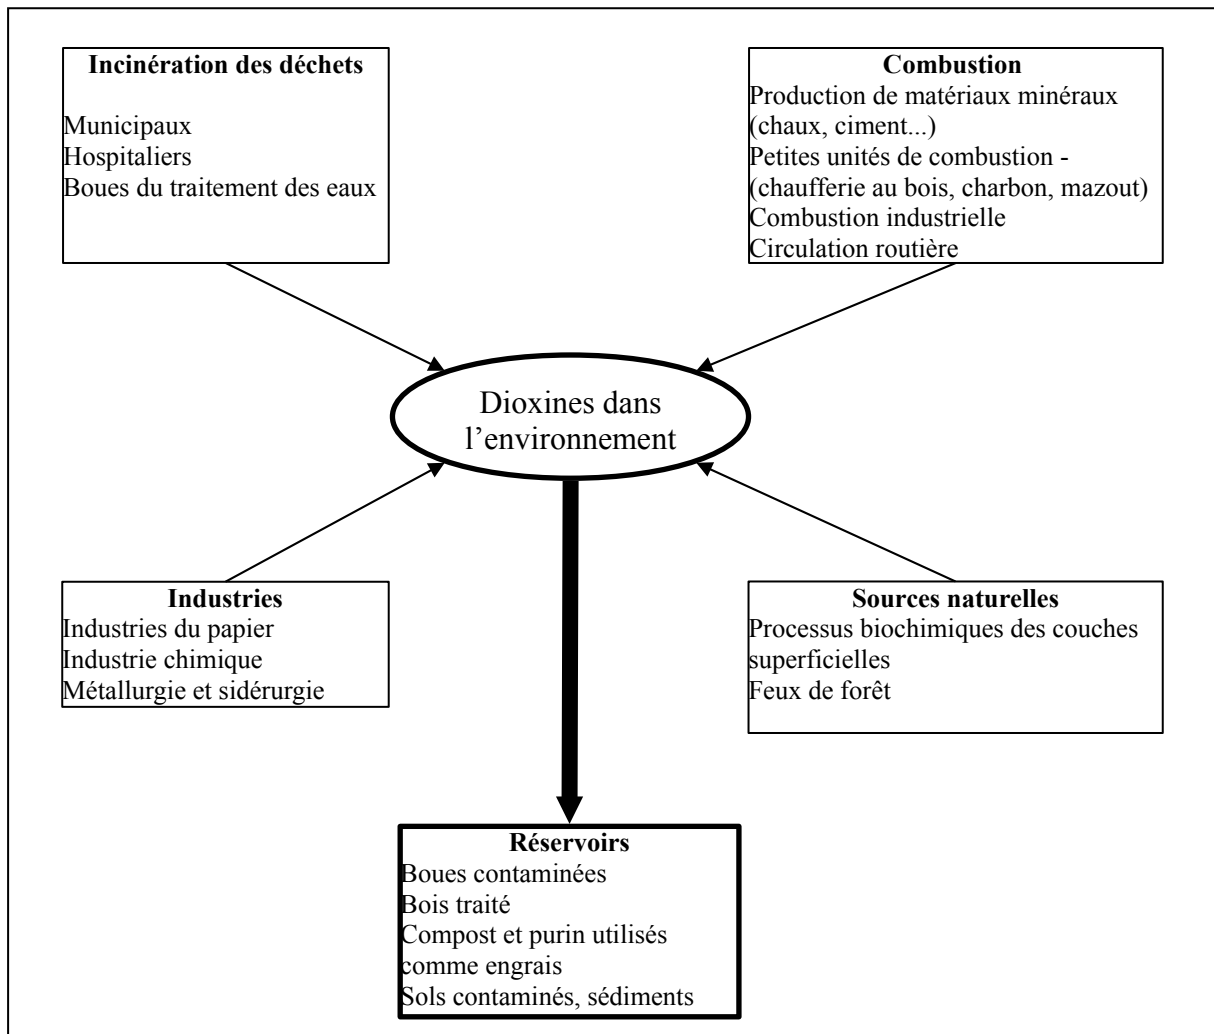 Incinération des déchets
Municipaux
Hospitaliers
Boues du traitement des eaux
Combustion
Production de matériaux minéraux
(chaux, ciment...)
Petites unités de combustion -
(chaufferie au bois, charbon, mazout)
Combustion industrielle
Circulation routière
Dioxines dans
l’environnement
Industries
Industries du papier
Industrie chimique
Métallurgie et sidérurgie
Sources naturelles
Processus biochimiques des couches
superficielles
Feux de forêt
Réservoirs
Boues contaminées
Bois traité
Compost et purin utilisés
comme engrais
Sols contaminés, sédiments